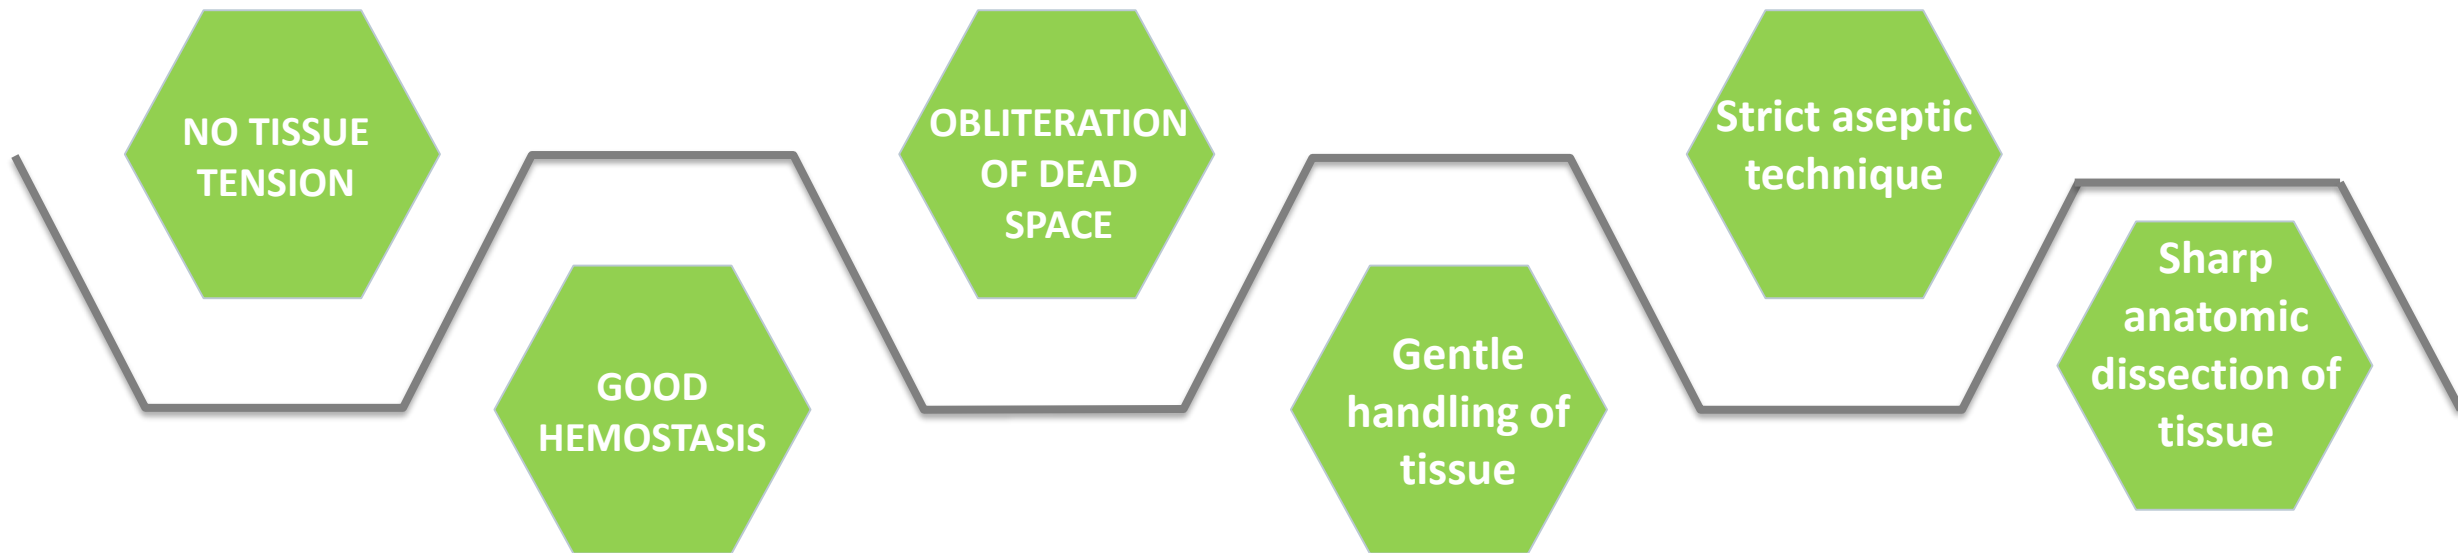 NO TISSUE
TENSION
GOOD
HEMOSTASIS
OBLITERATION
OF DEAD
SPACE
Gentle
handling of
tissue
Strict aseptic
technique
Sharp
anatomic
dissection of
tissue